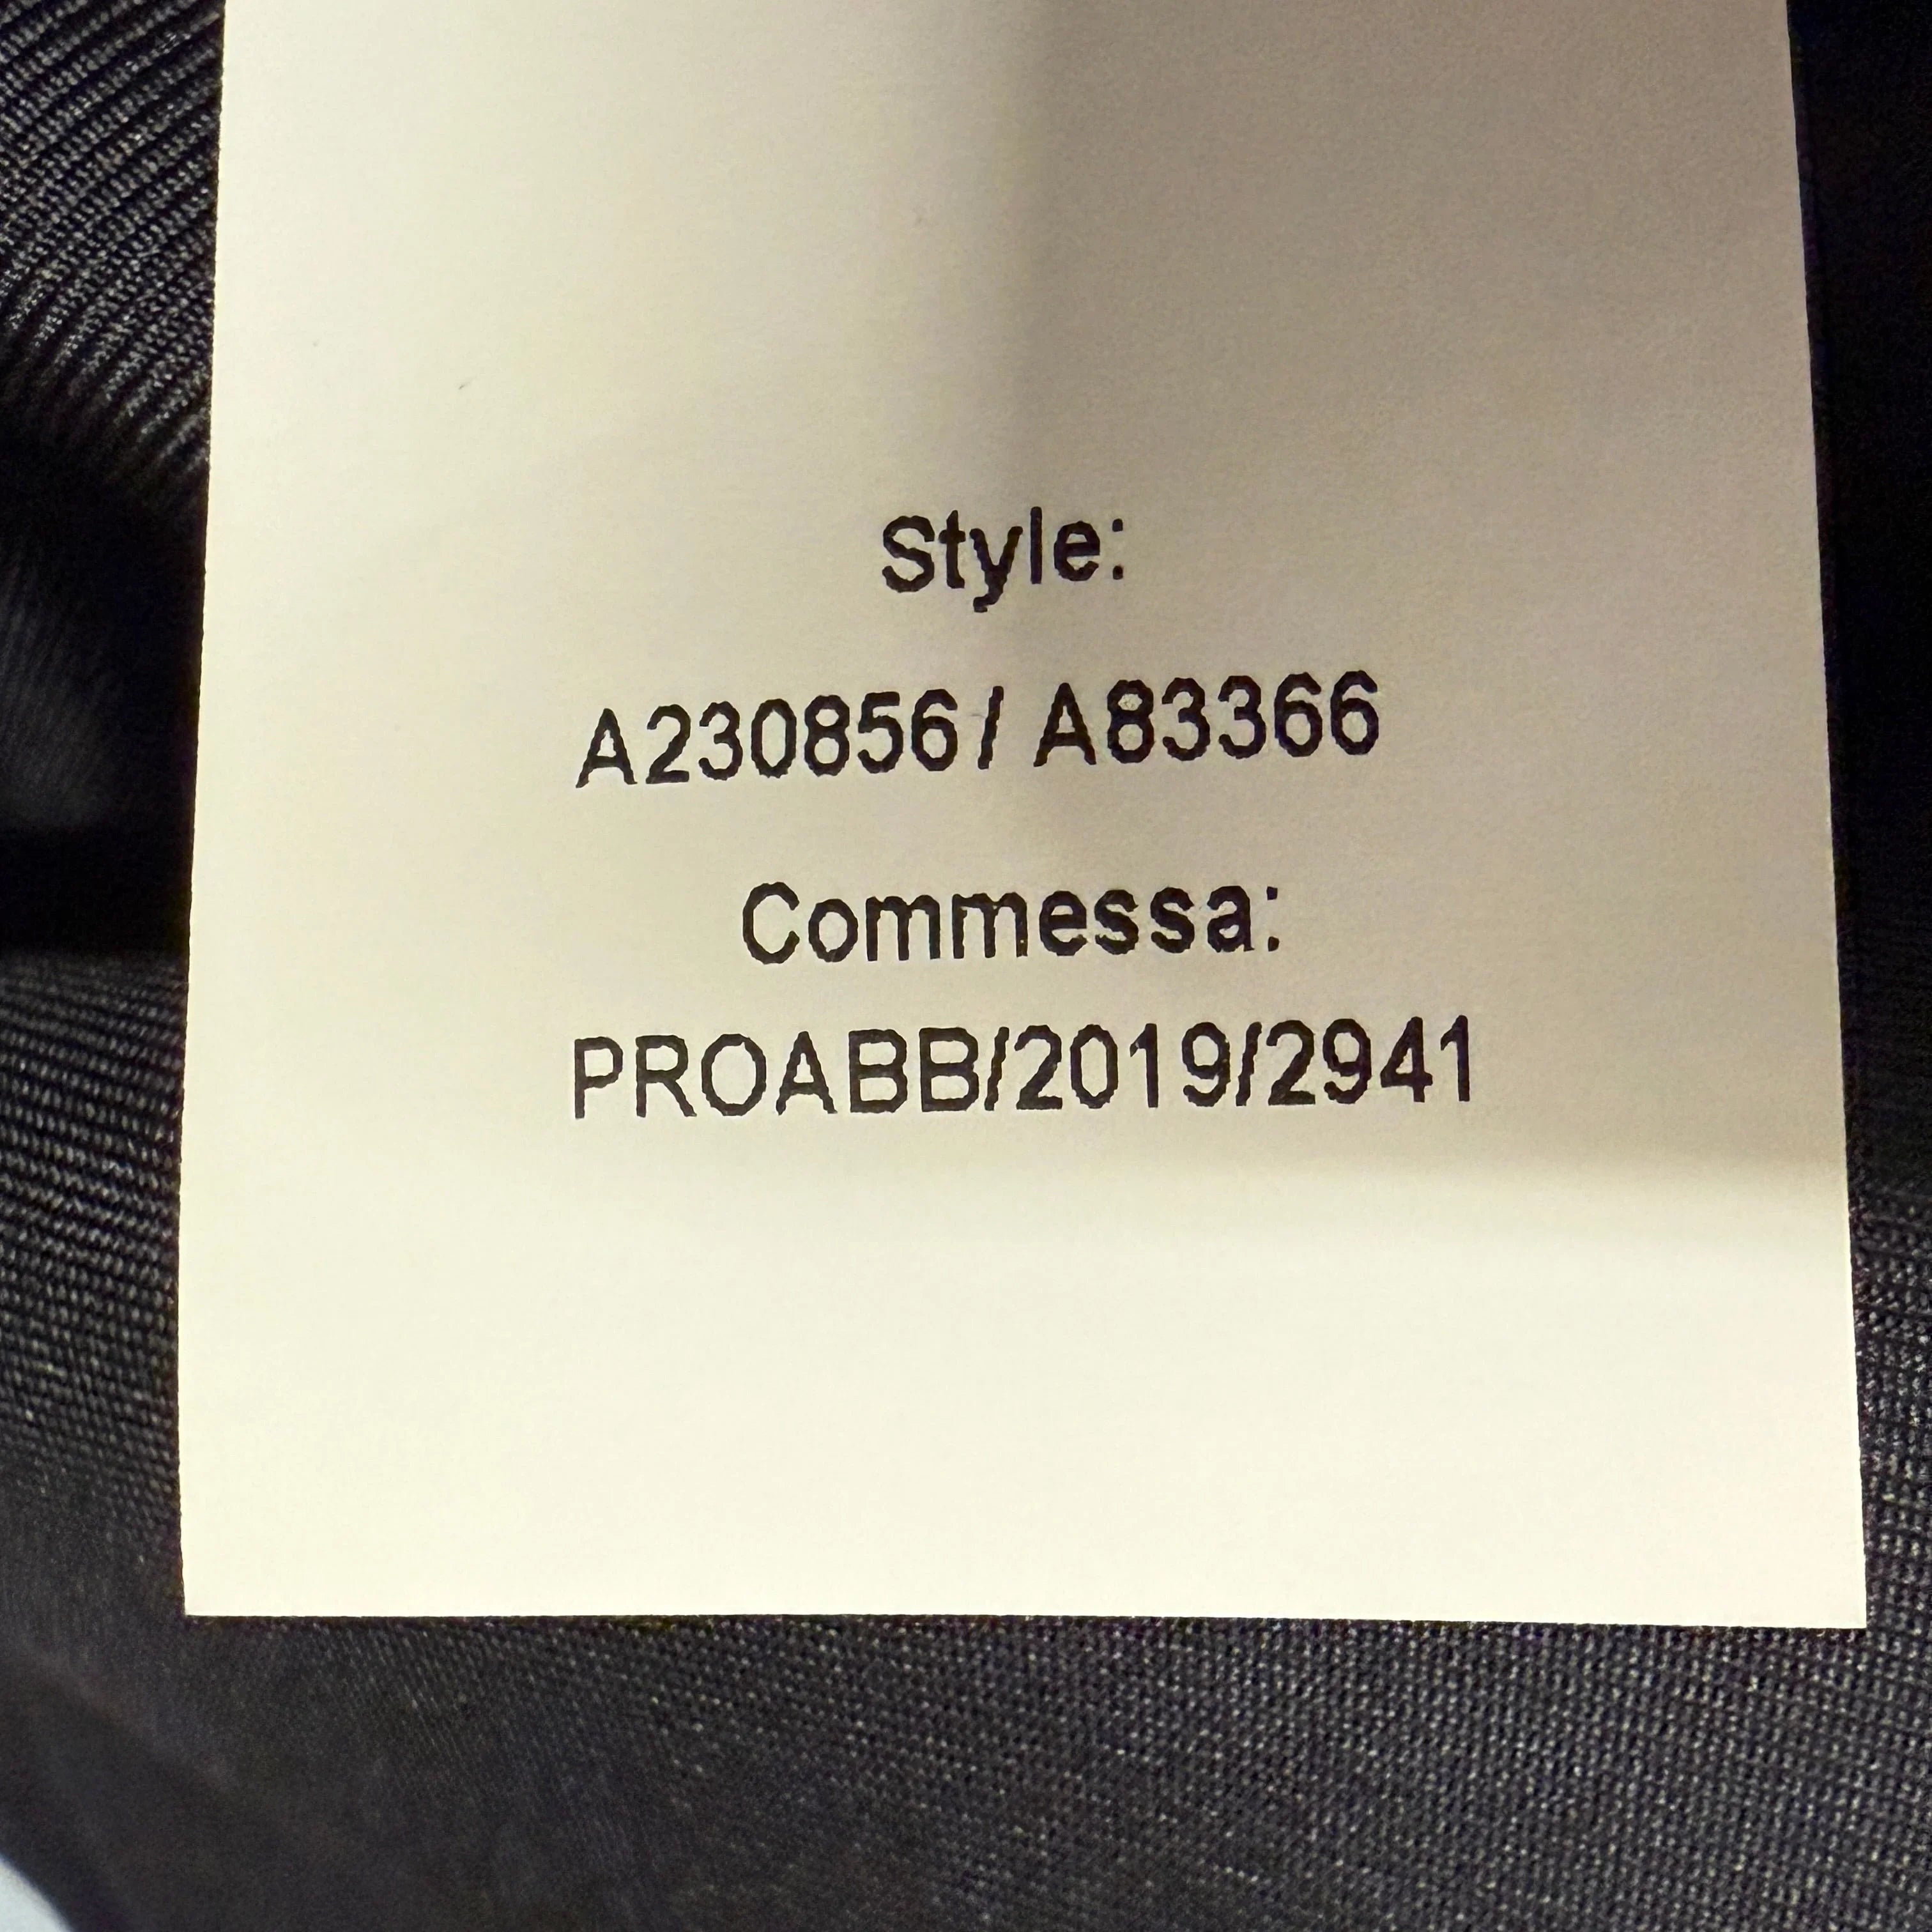 Style:
A230856/ A83366
Commessa:
PROABB/2019/2941